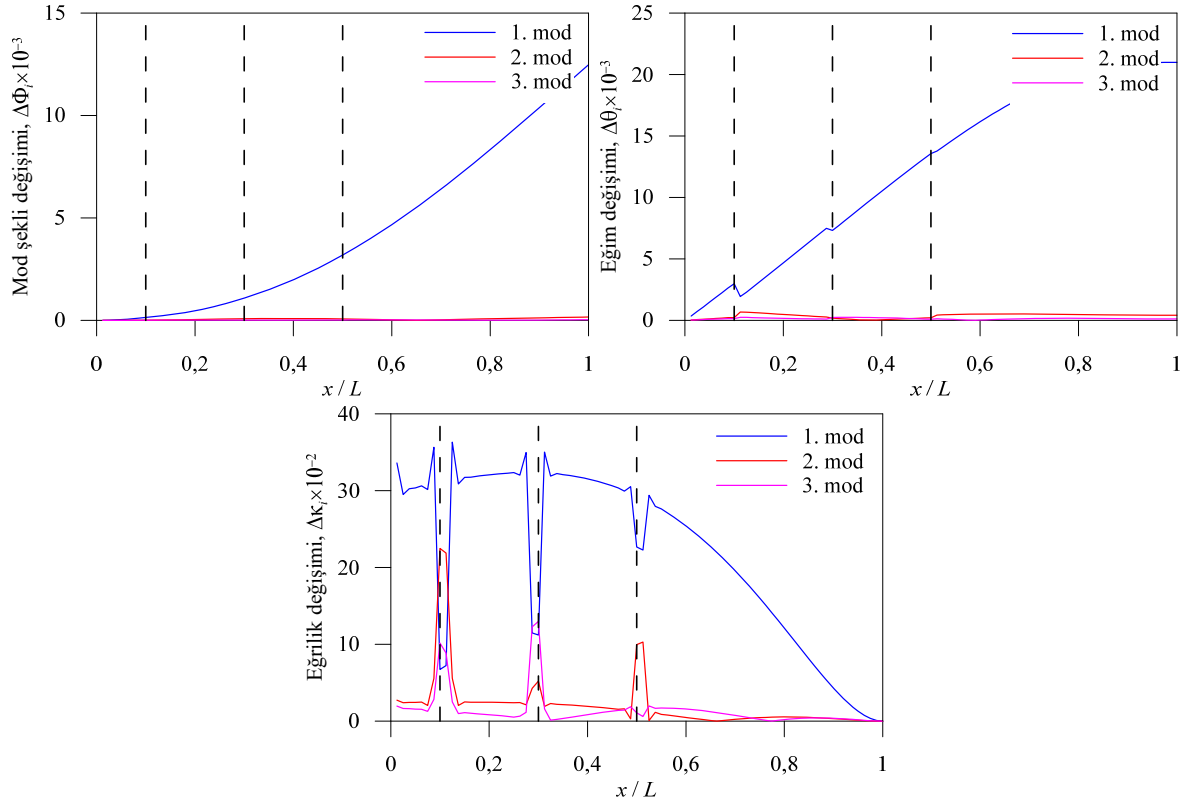 Mod şekli değişimi, ΔΦᵢ×10⁻³
15
10
5
0
0
0,2
0,4
0,6
0,8
1
x / L
1. mod
2. mod
3. mod
Eğim değişimi, Δθᵢ×10⁻³
25
20
15
10
5
0
0
0,2
0,4
0,6
0,8
1
x / L
1. mod
2. mod
3. mod
Eğrilik değişimi, Δκᵢ×10⁻²
40
30
20
10
0
0
0,2
0,4
0,6
0,8
1
x / L
1. mod
2. mod
3. mod